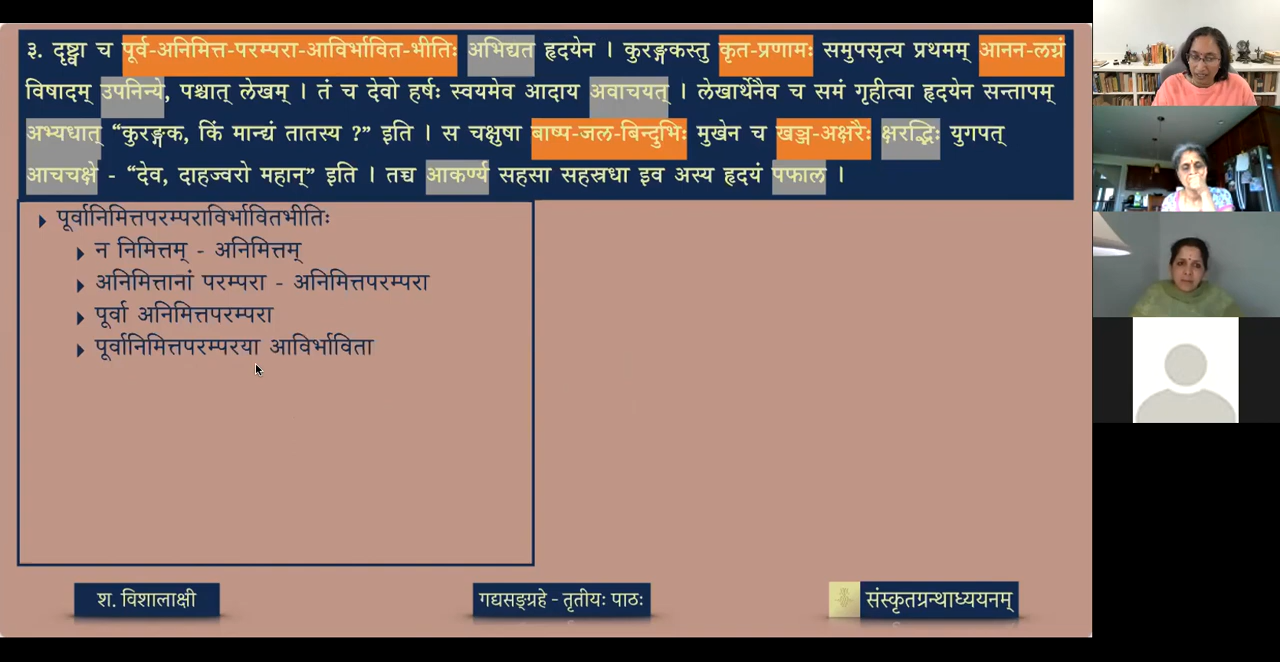 ३. दृष्ट्वा च पूर्व-अनिमित्त-परम्परा-आविर्भावित-भीतिः अभिद्यत हृदयेन । कुरङ्गकस्तु कृत-प्रणामः समुपसृत्य प्रथमम् आनन-लग्नं
विषादम् उपनिन्ये, पश्चात् लेखम् । तं च देवो हर्षः स्वयमेव आदाय अवाचयत् । लेखार्थेनैव च समं गृहीत्वा हृदयेन सन्तापम्
अभ्यधात् “कुरङ्गक, किं मान्द्यं तातस्य ?” इति । स चक्षुषा बाष्प-जल-बिन्दुभिः मुखेन च खञ्ज-अक्षरैः क्षरद्भिः युगपत्
आचचक्षे - “देव, दाहज्वरो महान्” इति । तच्च आकर्ण्य सहसा सहस्रधा इव अस्य हृदयं पफाल ।
पूर्वानिमित्तपरम्पराविर्भावितभीतिः
न निमित्तम् - अनिमित्तम्
अनिमित्तानां परम्परा - अनिमित्तपरम्परा
पूर्वा अनिमित्तपरम्परा
पूर्वानिमित्तपरम्परया आविर्भाविता
श. विशालाक्षी
गद्यसङ्ग्रहे - तृतीयः पाठः
संस्कृतग्रन्थाध्ययनम्